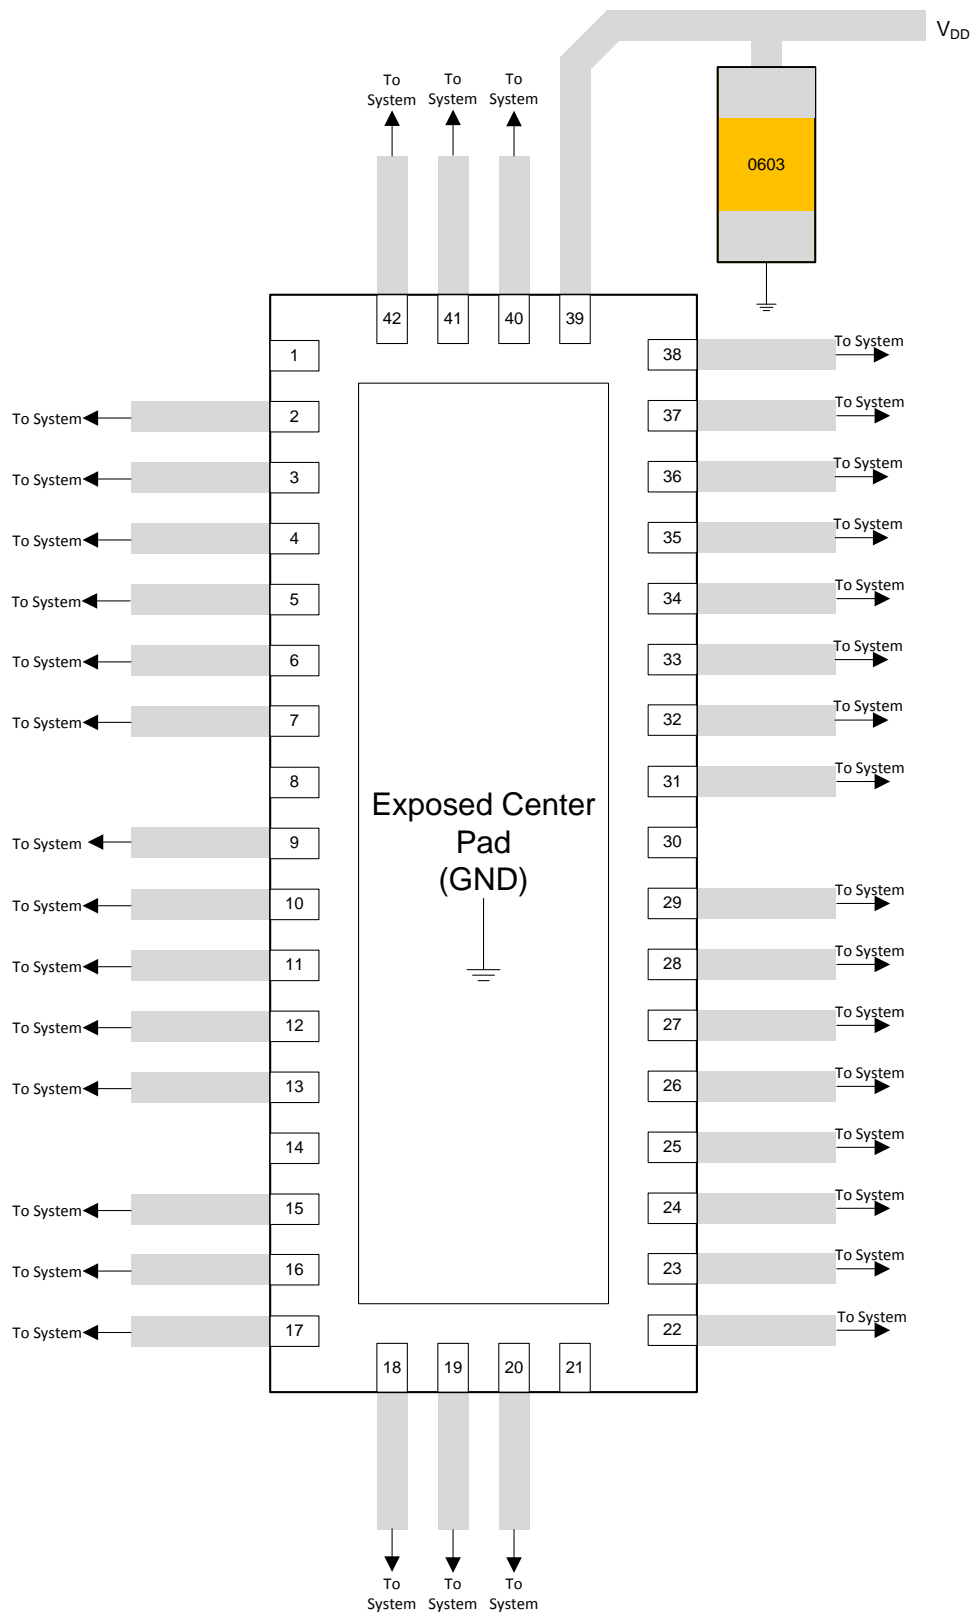 V_DD
To
System
To
System
To
System
0603
42 41 40 39
1 38 To System
To System 2 37 To System
To System 3 36 To System
To System 4 35 To System
To System 5 34 To System
To System 6 33 To System
To System 7 32 To System
8 31 To System
Exposed Center
Pad
(GND)
To System 9 30
To System 10 29 To System
To System 11 28 To System
To System 12 27 To System
To System 13 26 To System
14 25 To System
To System 15 24 To System
To System 16 23 To System
To System 17 22 To System
18 19 20 21
To
System
To
System
To
System